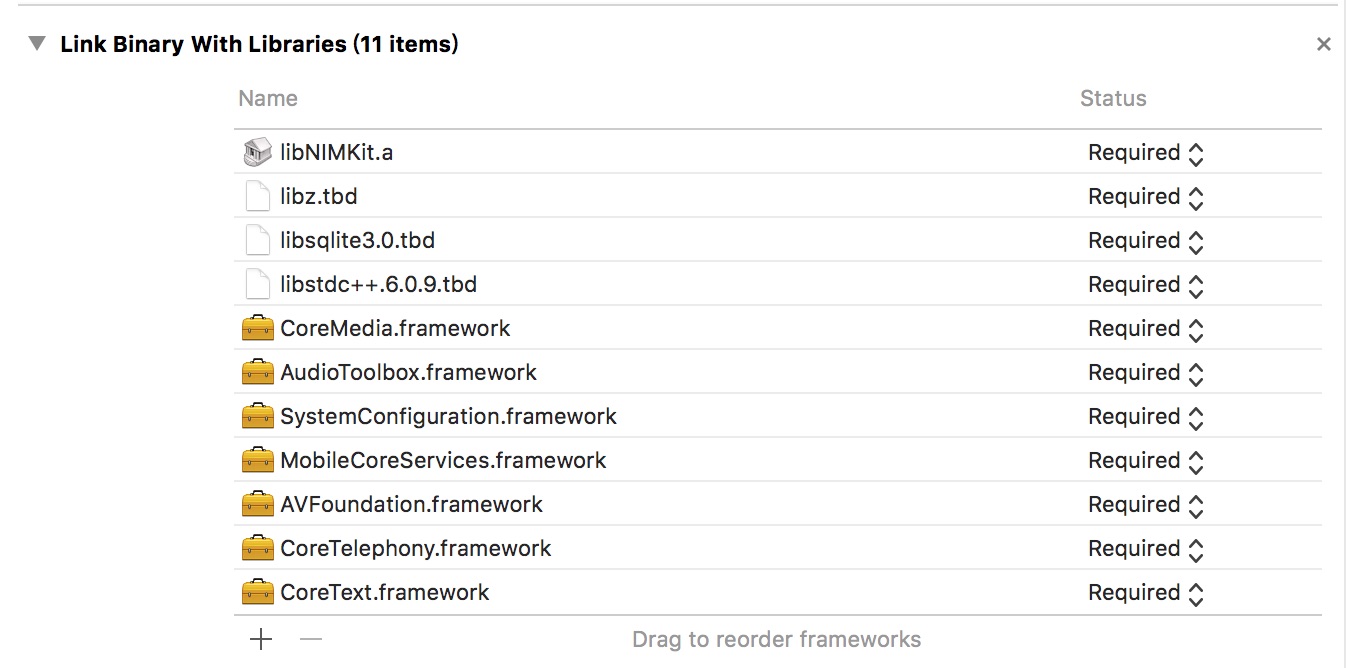 Link Binary With Libraries (11 items)
Name Status
libNIMKit.a Required
libz.tbd Required
libsqlite3.0.tbd Required
libstdc++.6.0.9.tbd Required
CoreMedia.framework Required
AudioToolbox.framework Required
SystemConfiguration.framework Required
MobileCoreServices.framework Required
AVFoundation.framework Required
CoreTelephony.framework Required
CoreText.framework Required
Drag to reorder frameworks